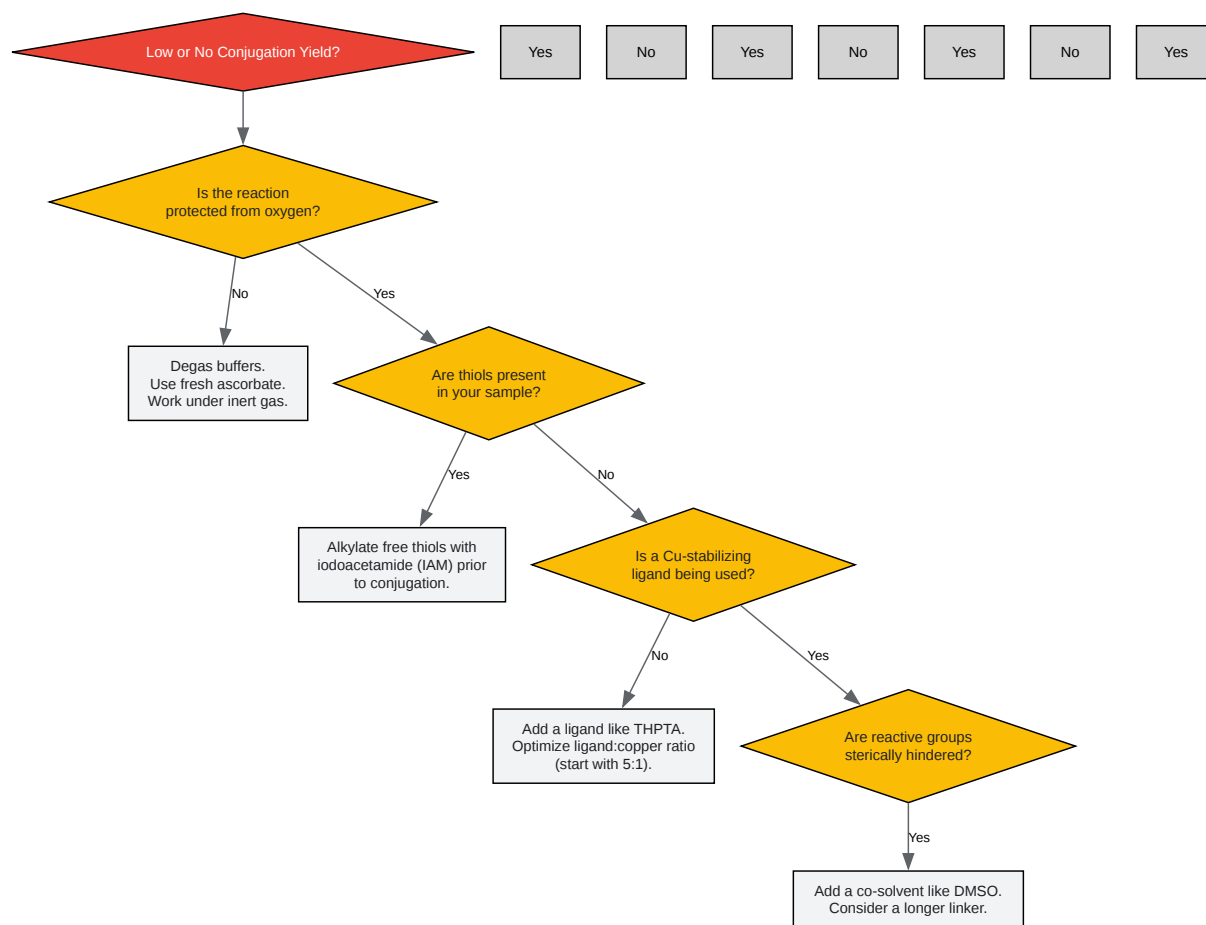 Low or No Conjugation Yield?
Yes
No
Yes
No
Yes
No
Yes
Is the reaction
protected from oxygen?
No
Yes
Degas buffers.
Use fresh ascorbate.
Work under inert gas.
Are thiols present
in your sample?
Yes
No
Alkylate free thiols with
iodoacetamide (IAM) prior
to conjugation.
Is a Cu-stabilizing
ligand being used?
No
Yes
Add a ligand like THPTA.
Optimize ligand:copper ratio
(start with 5:1).
Are reactive groups
sterically hindered?
Yes
Add a co-solvent like DMSO.
Consider a longer linker.